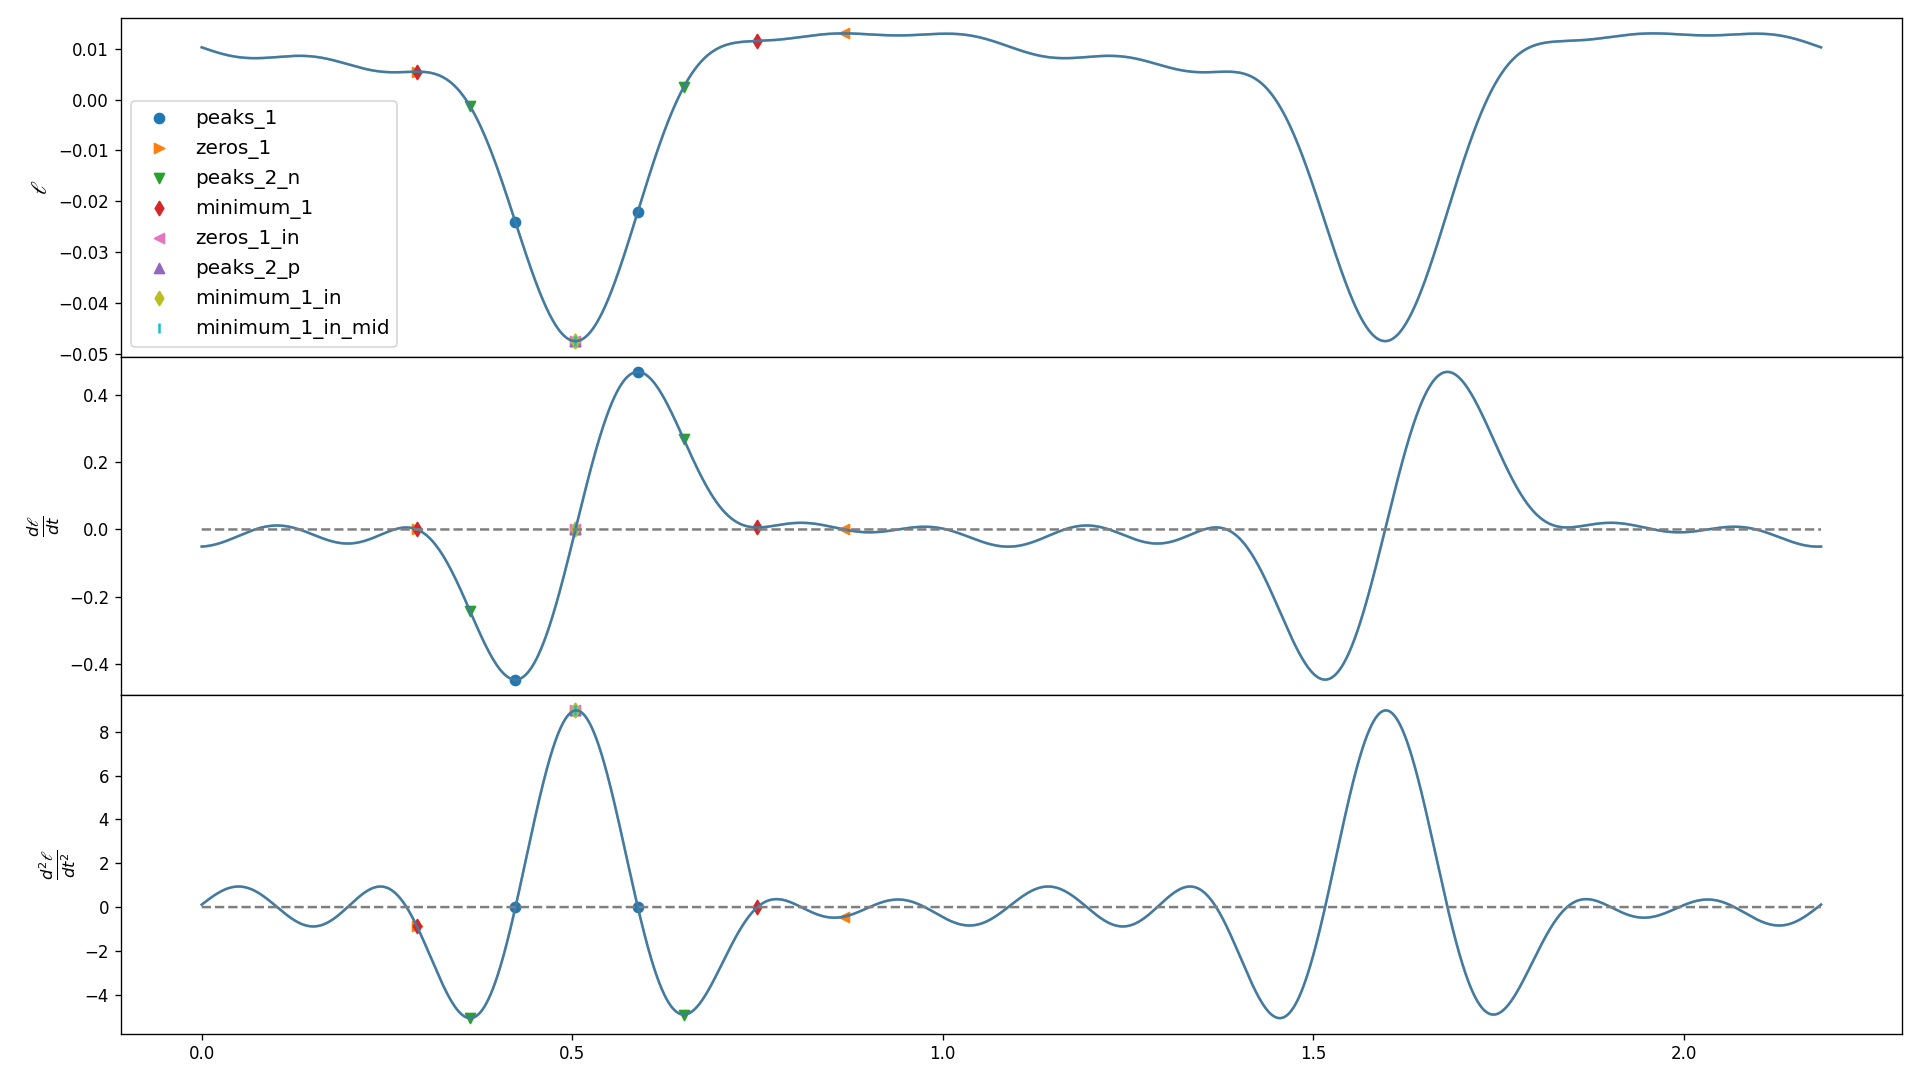 0.01
0.00
−0.01
−0.02
−0.03
−0.04
−0.05
ℓ
peaks_1
zeros_1
peaks_2_n
minimum_1
zeros_1_in
peaks_2_p
minimum_1_in
minimum_1_in_mid
0.4
0.2
0.0
−0.2
−0.4
dℓ
dt
8
6
4
2
0
−2
−4
d²ℓ
dt²
0.0 0.5 1.0 1.5 2.0